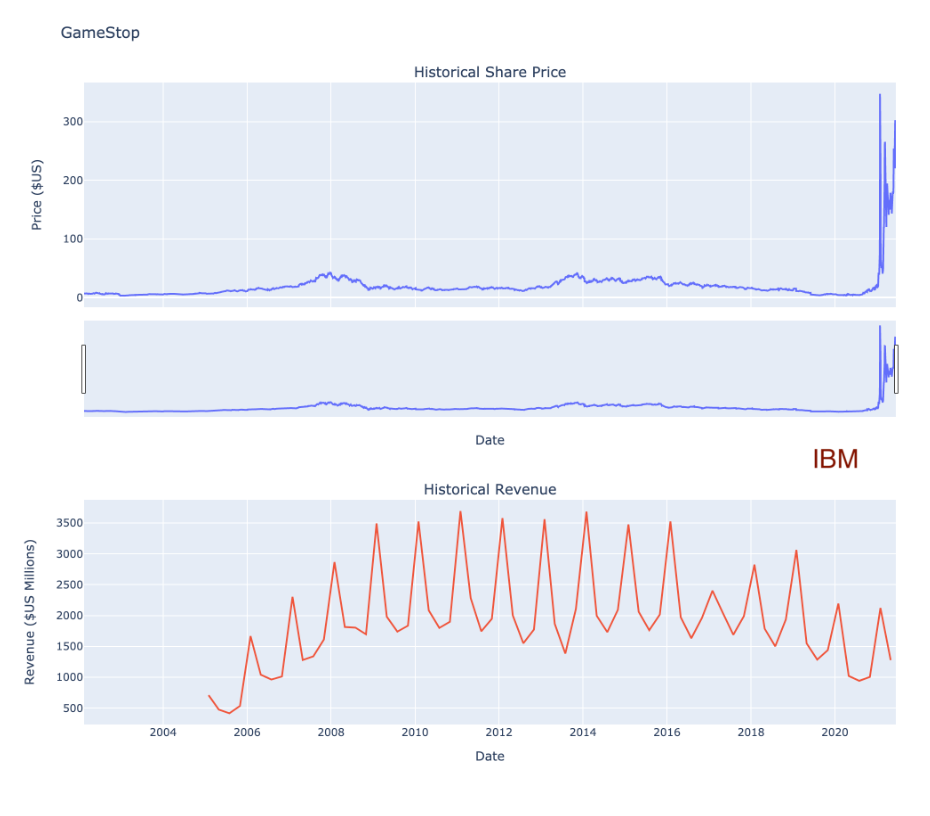 GameStop
Historical Share Price
Price ($US)
300
200
100
0
Date
IBM
Historical Revenue
Revenue ($US Millions)
3500
3000
2500
2000
1500
1000
500
2004 2006 2008 2010 2012 2014 2016 2018 2020
Date